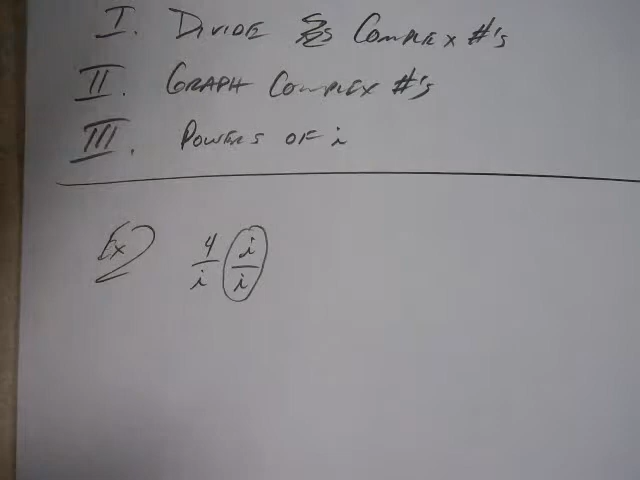 I. DIVIDE COMPLEX #'s
II. GRAPH COMPLEX #'s
III. POWERS OF i
Ex) 4/i i/i